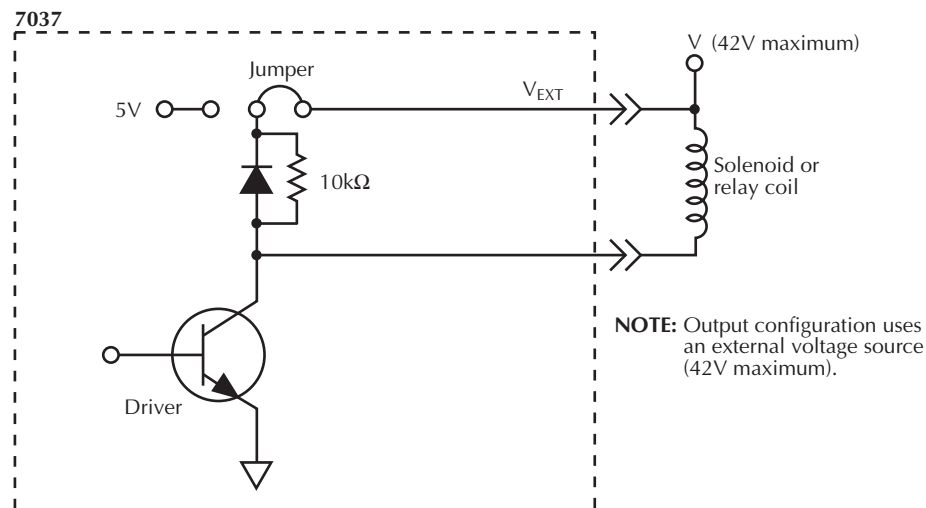 7037
Jumper
V (42V maximum)
5V
VEXT
10kΩ
Solenoid or
relay coil
NOTE: Output configuration uses
an external voltage source
(42V maximum).
Driver